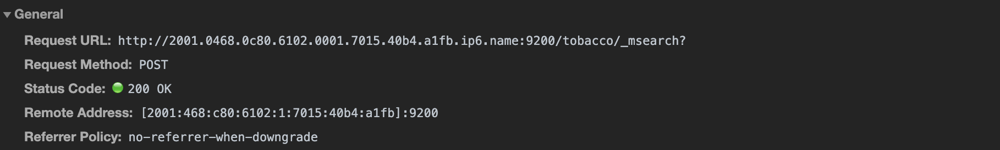 General
Request URL: http://2001.0468.0c80.6102.0001.7015.40b4.a1fb.ip6.name:9200/tobacco/_msearch?
Request Method: POST
Status Code: 200 OK
Remote Address: [2001:468:c80:6102:1:7015:40b4:a1fb]:9200
Referrer Policy: no-referrer-when-downgrade